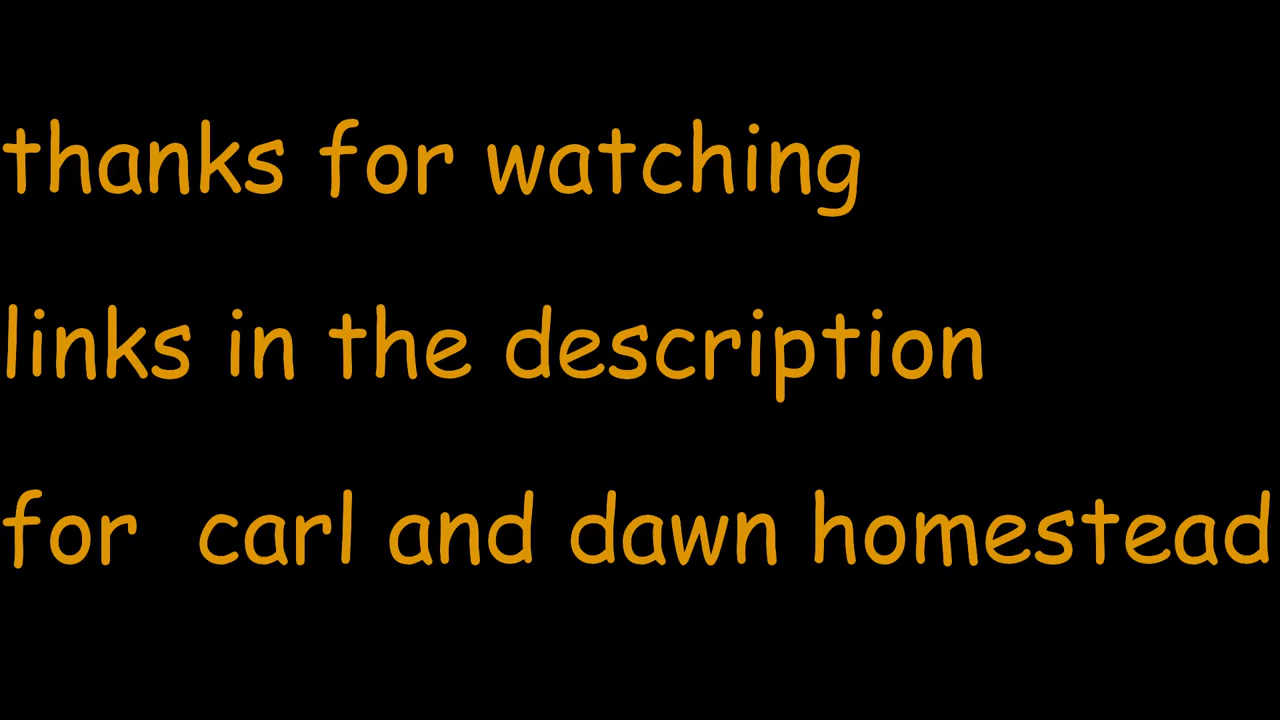 thanks for watching
links in the description
for  carl and dawn homestead